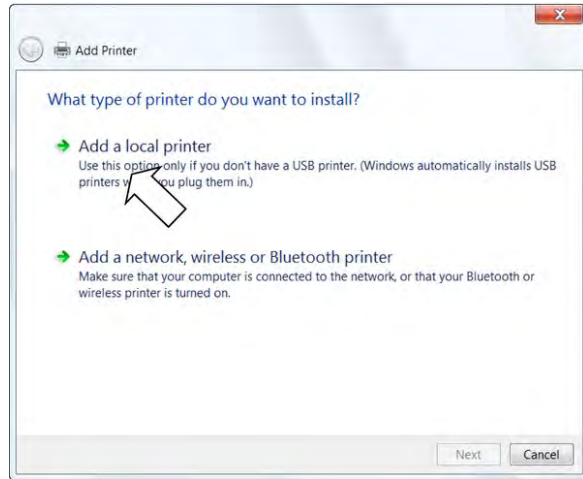 Add Printer
What type of printer do you want to install?
Add a local printer
Use this option only if you don't have a USB printer. (Windows automatically installs USB
printers you plug them in.)
Add a network, wireless or Bluetooth printer
Make sure that your computer is connected to the network, or that your Bluetooth or
wireless printer is turned on.
Next Cancel